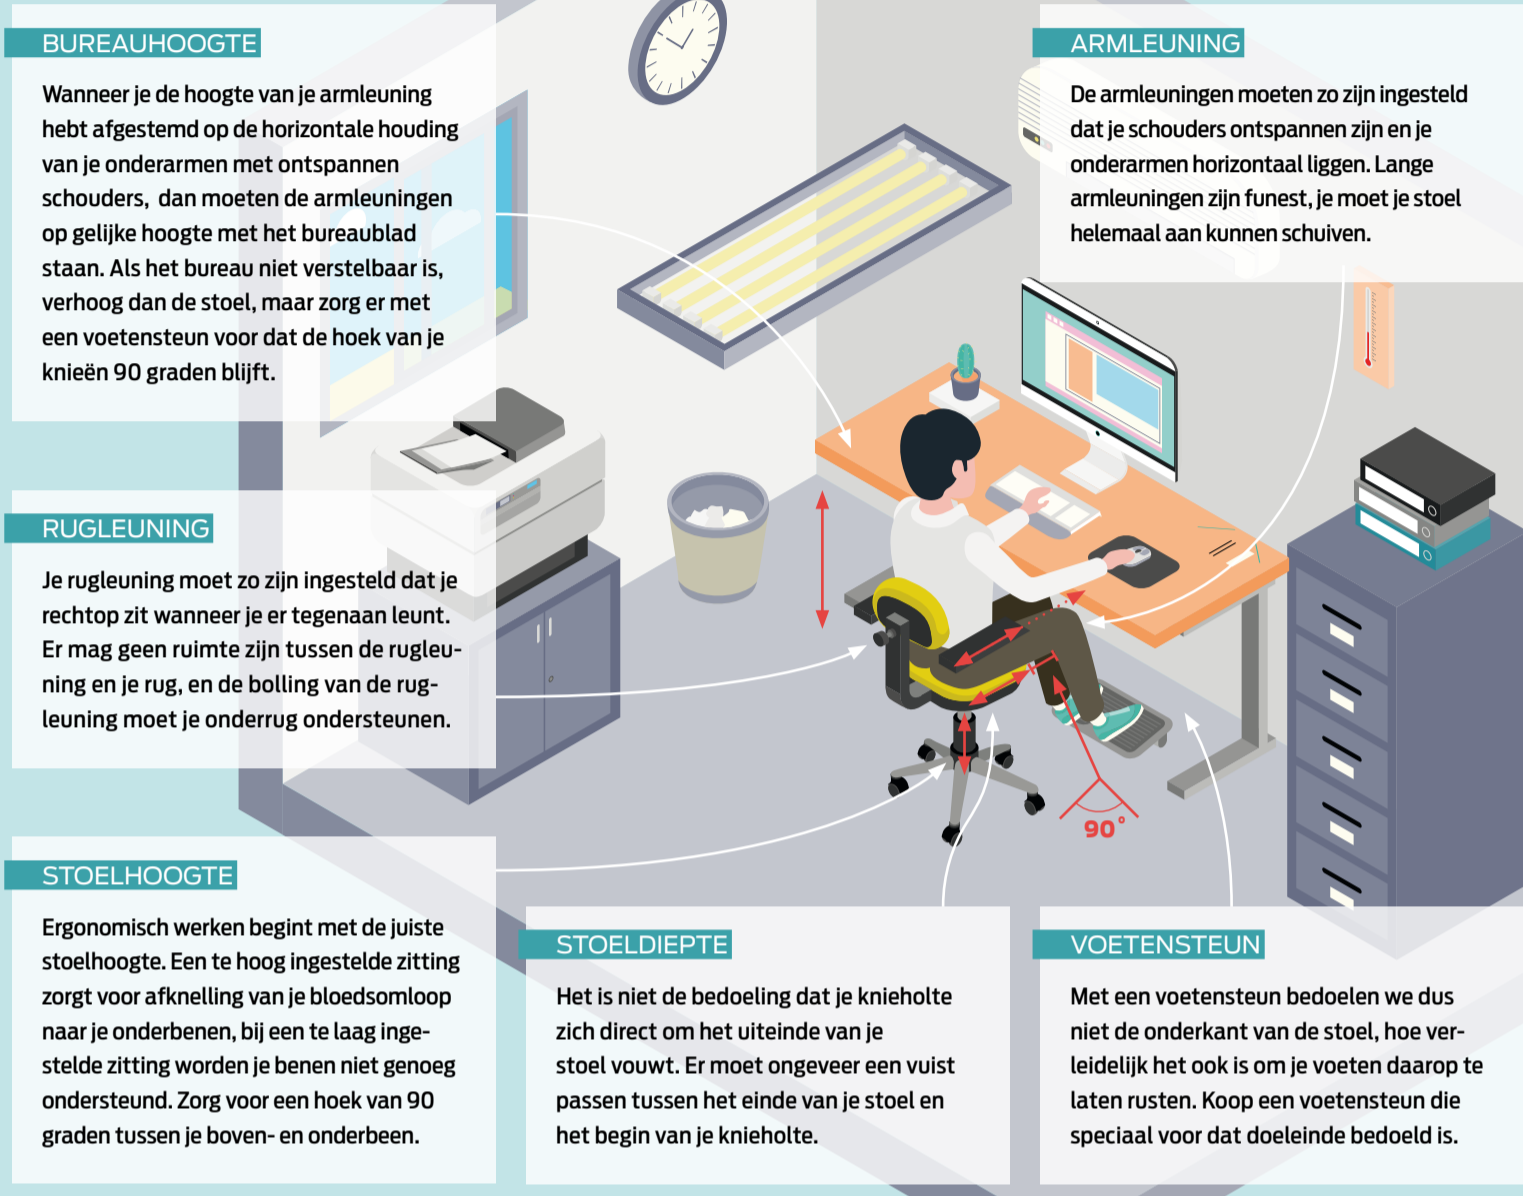 BUREAUHOOGTE
Wanneer je de hoogte van je armleuning
hebt afgestemd op de horizontale houding
van je onderarmen met ontspannen
schouders, dan moeten de armleuningen
op gelijke hoogte met het bureaublad
staan. Als het bureau niet verstelbaar is,
verhoog dan de stoel, maar zorg er met
een voetensteun voor dat de hoek van je
knieën 90 graden blijft.
RUGLEUNING
Je rugleuning moet zo zijn ingesteld dat je
rechtop zit wanneer je er tegenaan leunt.
Er mag geen ruimte zijn tussen de rugleu-
ning en je rug, en de bolling van de rug-
leuning moet je onderrug ondersteunen.
STOELHOOGTE
Ergonomisch werken begint met de juiste
stoelhoogte. Een te hoog ingestelde zitting
zorgt voor afknelling van je bloedsomloop
naar je onderbenen, bij een te laag inge-
stelde zitting worden je benen niet genoeg
ondersteund. Zorg voor een hoek van 90
graden tussen je boven- en onderbeen.
STOELDIEPTE
Het is niet de bedoeling dat je knieholte
zich direct om het uiteinde van je
stoel vouwt. Er moet ongeveer een vuist
passen tussen het einde van je stoel en
het begin van je knieholte.
ARMLEUNING
De armleuningen moeten zo zijn ingesteld
dat je schouders ontspannen zijn en je
onderarmen horizontaal liggen. Lange
armleuningen zijn funest, je moet je stoel
helemaal aan kunnen schuiven.
90°
VOETENSTEUN
Met een voetensteun bedoelen we dus
niet de onderkant van de stoel, hoe ver-
leidelijk het ook is om je voeten daarop te
laten rusten. Koop een voetensteun die
speciaal voor dat doeleinde bedoeld is.